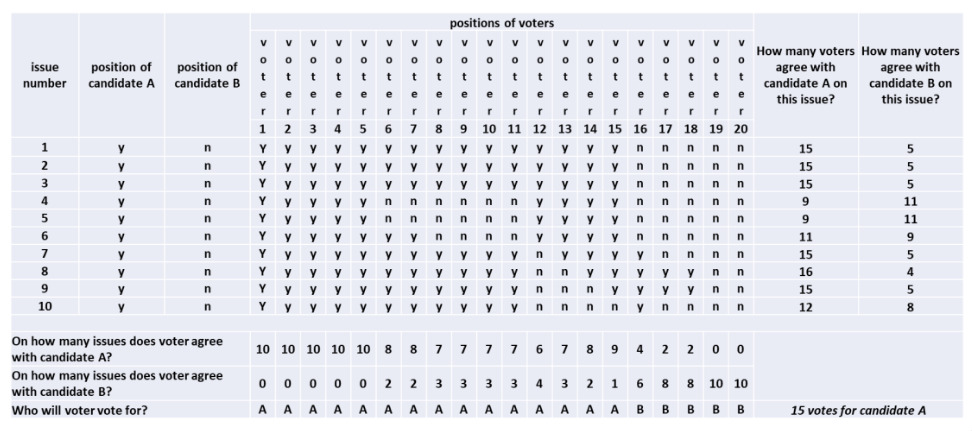 positions of voters
issue number
position of candidate A
position of candidate B
voter 1 voter 2 voter 3 voter 4 voter 5 voter 6 voter 7 voter 8 voter 9 voter 10 voter 11 voter 12 voter 13 voter 14 voter 15 voter 16 voter 17 voter 18 voter 19 voter 20
How many voters agree with candidate A on this issue?
How many voters agree with candidate B on this issue?
1 y n Y y y y y y y y y y y y y y y n n n n n 15 5
2 y n Y y y y y y y y y y y y y y y n n n n n 15 5
3 y n Y y y y y y y y y y y y y y y n n n n n 15 5
4 y n Y y y y y n n n n n n y y y y n n n n n 9 11
5 y n Y y y y y n n n n n n y y y y n n n n n 9 11
6 y n Y y y y y y y n n n n y y y y n n n n n 11 9
7 y n Y y y y y y y y y y y n y y y y n n n n 15 5
8 y n Y y y y y y y y y y y n n y y y y y n n 16 4
9 y n Y y y y y y y y y y y n n n y y y y n n 15 5
10 y n Y y y y y y y y y y y n n n n y n n n n 12 8
On how many issues does voter agree
with candidate A?
10 10 10 10 10 8 8 7 7 7 7 6 7 8 9 4 2 2 0 0
On how many issues does voter agree
with candidate B?
0 0 0 0 0 2 2 3 3 3 3 4 3 2 1 6 8 8 10 10
Who will voter vote for? A A A A A A A A A A A A A A A B B B B B 15 votes for candidate A